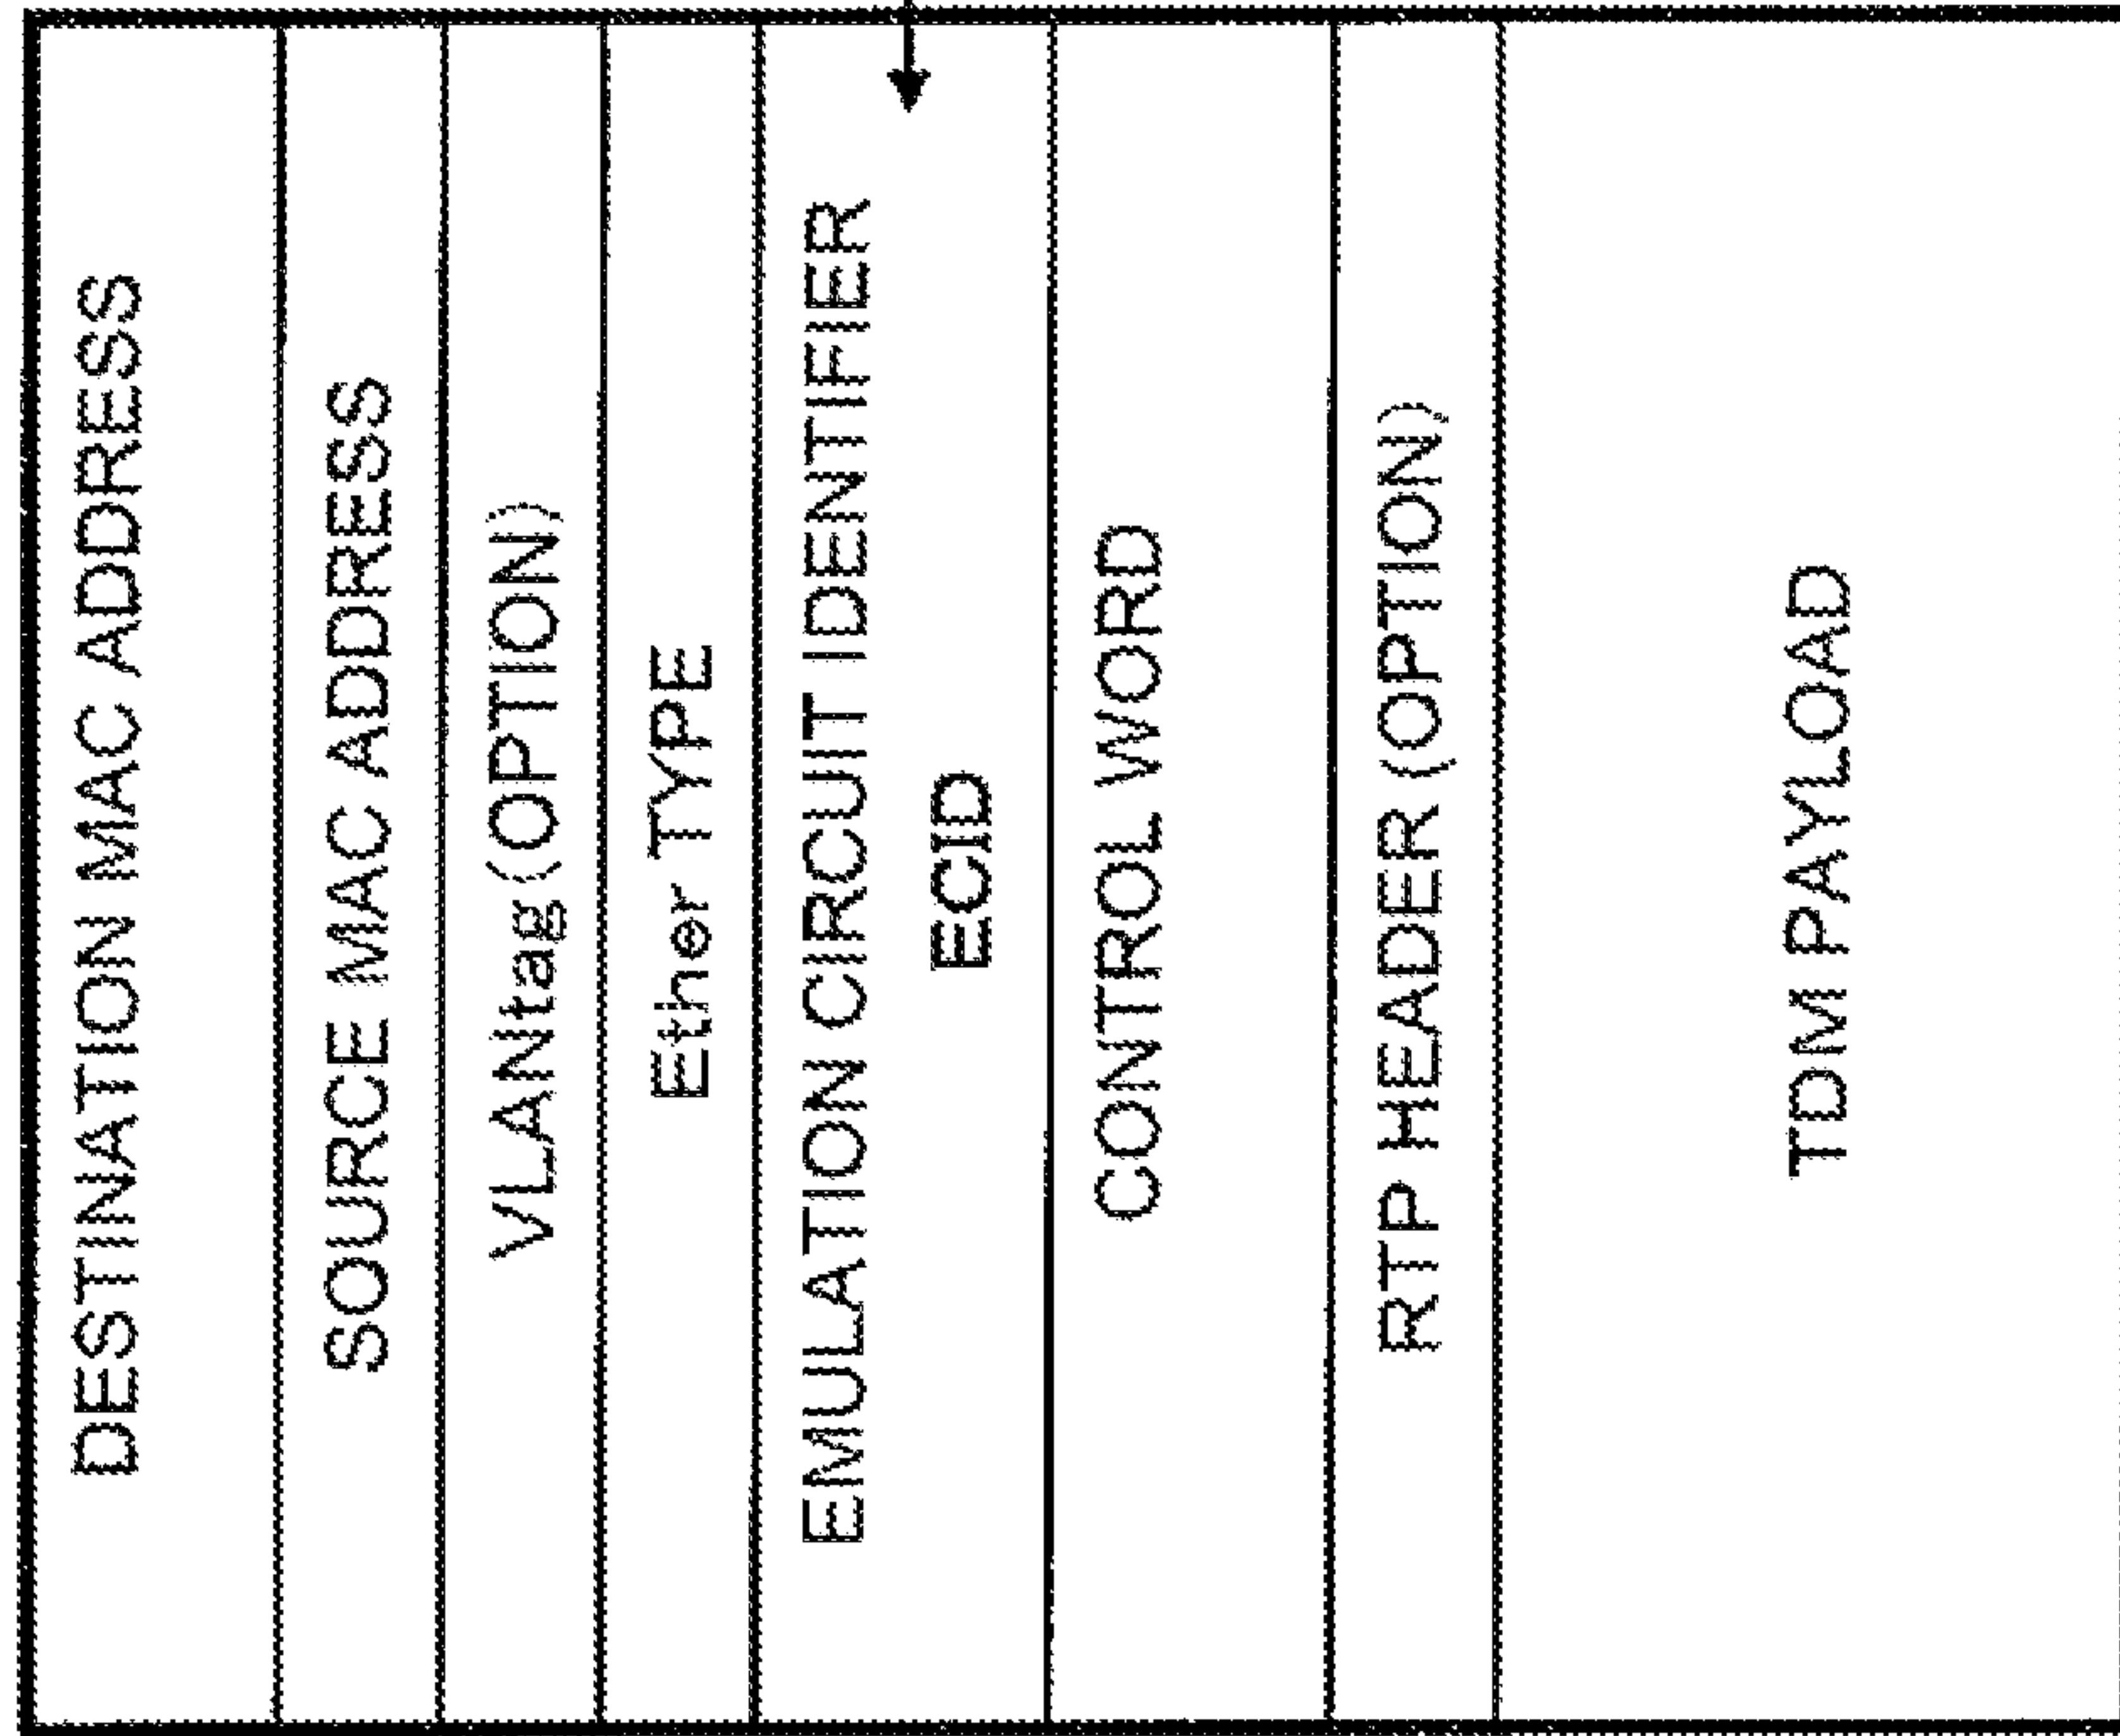 DESTINATION MAC ADDRESS
SOURCE MAC ADDRESS
VLANtag(OPTION)
Ether TYPE
EMULATION CIRCUIT IDENTIFIER
ECID
CONTROL WORD
RTP HEADER (OPTION)
TDM PAYLOAD